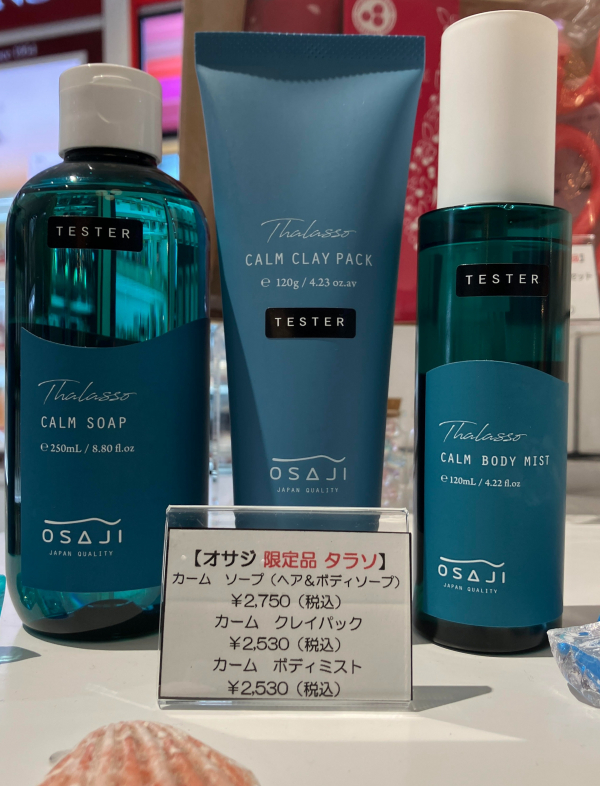 TESTER
Thalasso
CALM SOAP
℮ 250mL / 8.80 fl.oz
OSAJI
JAPAN QUALITY
Thalasso
CALM CLAY PACK
℮ 120g / 4.23 oz.av
TESTER
OSAJI
JAPAN QUALITY
TESTER
Thalasso
CALM BODY MIST
℮ 120mL / 4.22 fl.oz
OSAJI
JAPAN QUALITY
【オサジ 限定品 タラソ】
カーム ソープ（ヘア&ボディソープ）
￥2,750（税込）
カーム クレイパック
￥2,530（税込）
カーム ボディミスト
￥2,530（税込）